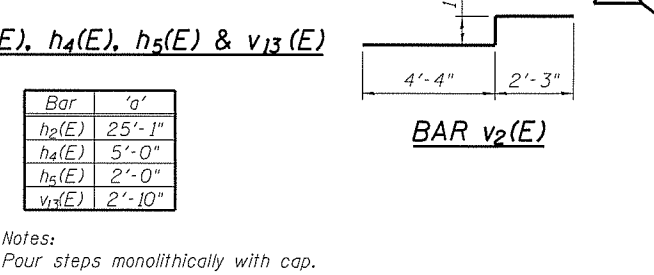 h4(E), h5(E) & v13(E)
4'-4" 2'-3"
BAR v2(E)
Bar 'a'
h2(E) 25'-1"
h4(E) 5'-0"
h5(E) 2'-0"
v13(E) 2'-10"
Notes:
Pour steps monolithically with cap.